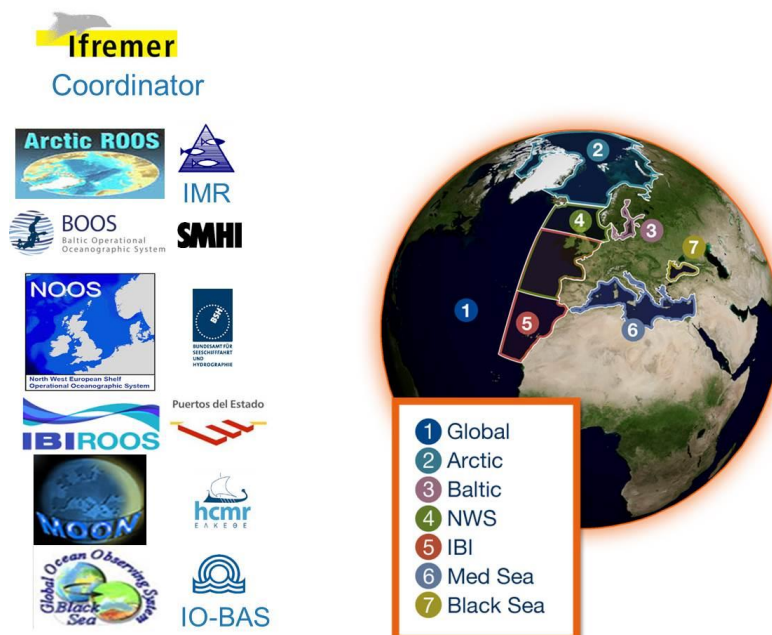 Ifremer
Coordinator
Arctic ROOS
IMR
BOOS
Baltic Operational
Oceanographic System
SMHI
NOOS
North West European Shelf
Operational Oceanographic System
BSH
BUNDESAMT FÜR
SEESCHIFFFAHRT
UND
HYDROGRAPHIE
IBIROOS
Puertos del Estado
MOON
hcmr
ΕΛΚΕΘΕ
Global Ocean Observing System
Black
Sea
IO-BAS
1
2
3
4
5
6
7
1 Global
2 Arctic
3 Baltic
4 NWS
5 IBI
6 Med Sea
7 Black Sea